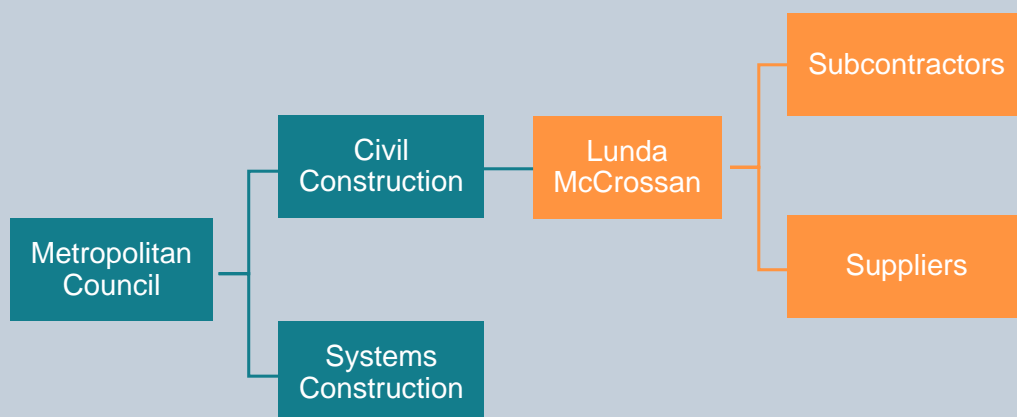 Metropolitan
Council
Civil
Construction
Systems
Construction
Lunda
McCrossan
Subcontractors
Suppliers